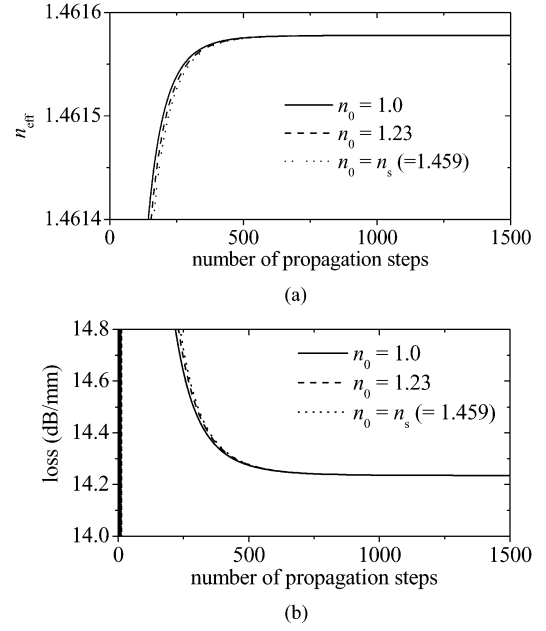 1.4616
1.4615
1.4614
n_eff
n_0 = 1.0
n_0 = 1.23
n_0 = n_s (=1.459)
0 500 1000 1500
number of propagation steps
(a)
14.8
14.6
14.4
14.2
14.0
loss (dB/mm)
n_0 = 1.0
n_0 = 1.23
n_0 = n_s (= 1.459)
0 500 1000 1500
number of propagation steps
(b)